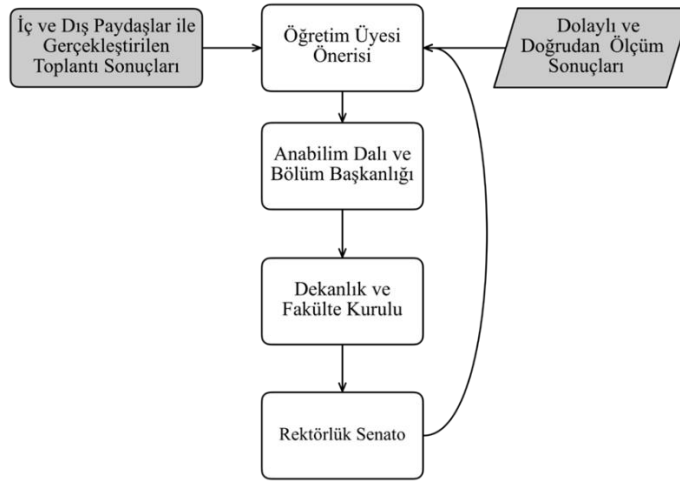 İç ve Dış Paydaşlar ile
Gerçekleştirilen
Toplantı Sonuçları
Öğretim Üyesi
Önerisi
Dolaylı ve
Doğrudan Ölçüm
Sonuçları
Anabilim Dalı ve
Bölüm Başkanlığı
Dekanlık ve
Fakülte Kurulu
Rektörlük Senato